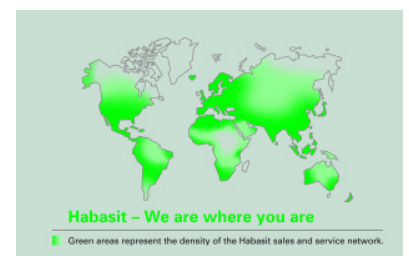 Habasit – We are where you are
Green areas represent the density of the Habasit sales and service network.